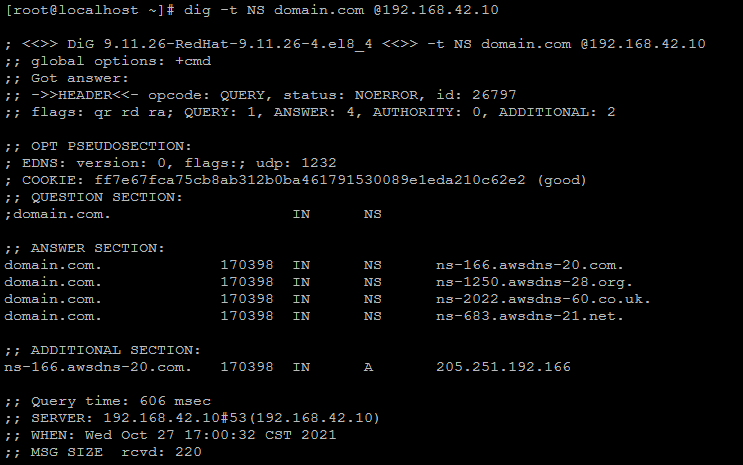 [root@localhost ~]# dig -t NS domain.com @192.168.42.10
; <<>> DiG 9.11.26-RedHat-9.11.26-4.el8_4 <<>> -t NS domain.com @192.168.42.10
;; global options: +cmd
;; Got answer:
;; ->>HEADER<<- opcode: QUERY, status: NOERROR, id: 26797
;; flags: qr rd ra; QUERY: 1, ANSWER: 4, AUTHORITY: 0, ADDITIONAL: 2
;; OPT PSEUDOSECTION:
; EDNS: version: 0, flags:; udp: 1232
; COOKIE: ff7e67fca75cb8ab312b0ba461791530089e1eda210c62e2 (good)
;; QUESTION SECTION:
;domain.com. IN NS
;; ANSWER SECTION:
domain.com. 170398 IN NS ns-166.awsdns-20.com.
domain.com. 170398 IN NS ns-1250.awsdns-28.org.
domain.com. 170398 IN NS ns-2022.awsdns-60.co.uk.
domain.com. 170398 IN NS ns-683.awsdns-21.net.
;; ADDITIONAL SECTION:
ns-166.awsdns-20.com. 170398 IN A 205.251.192.166
;; Query time: 606 msec
;; SERVER: 192.168.42.10#53(192.168.42.10)
;; WHEN: Wed Oct 27 17:00:32 CST 2021
;; MSG SIZE rcvd: 220